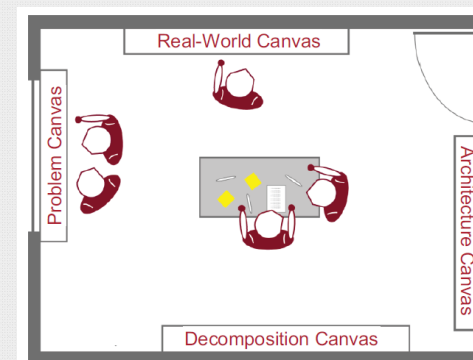 Real-World Canvas
Problem Canvas
Architecture Canvas
Decomposition Canvas